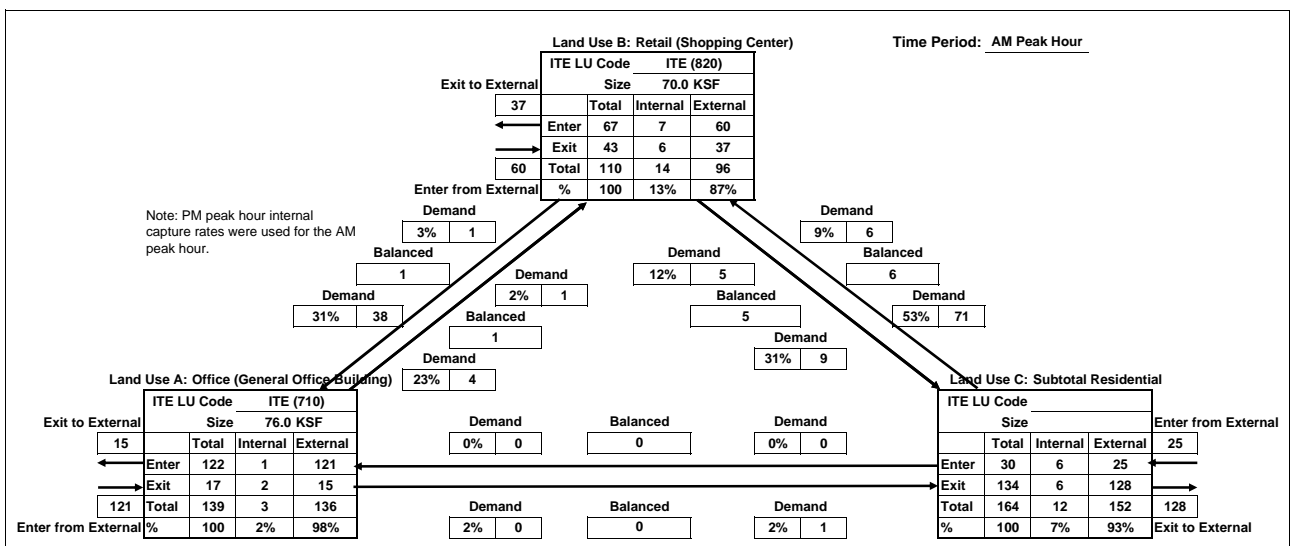 Land Use B: Retail (Shopping Center)
Time Period: AM Peak Hour
ITE LU Code ITE (820)
Exit to External Size 70.0 KSF
37 Total Internal External
Enter 67 7 60
Exit 43 6 37
60 Total 110 14 96
Enter from External % 100 13% 87%
Note: PM peak hour internal
capture rates were used for the AM
peak hour.
Demand
3% 1
Balanced
1
Demand
31% 38
Demand
2% 1
Balanced
1
Demand
23% 4
Demand
12% 5
Balanced
5
Demand
31% 9
Demand
9% 6
Balanced
6
Demand
53% 71
Land Use A: Office (General Office Building)
ITE LU Code ITE (710)
Exit to External Size 76.0 KSF
15 Total Internal External
Enter 122 1 121
Exit 17 2 15
121 Total 139 3 136
Enter from External % 100 2% 98%
Demand Balanced Demand
0% 0 0 0% 0
Demand Balanced Demand
2% 0 0 2% 1
Land Use C: Subtotal Residential
ITE LU Code
Size Enter from External
Total Internal External 25
Enter 30 6 25
Exit 134 6 128
Total 164 12 152 128
% 100 7% 93% Exit to External